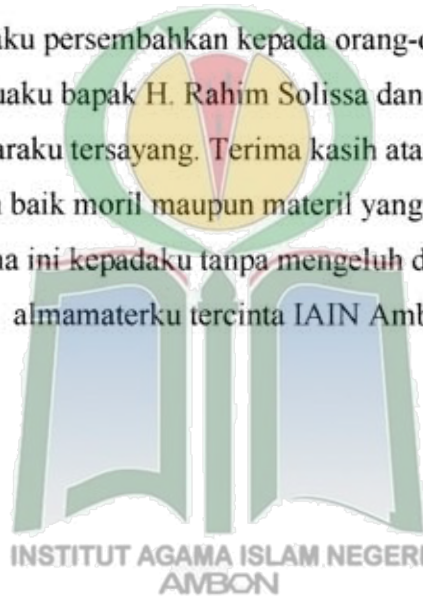 aku persembahkan kepada orang-
uaku bapak H. Rahim Solissa dan
araku tersayang. Terima kasih ata
baik moril maupun materil yang
na ini kepadaku tanpa mengeluh d
almamaterku tercinta IAIN Amb
INSTITUT AGAMA ISLAM NEGERI
AMBON